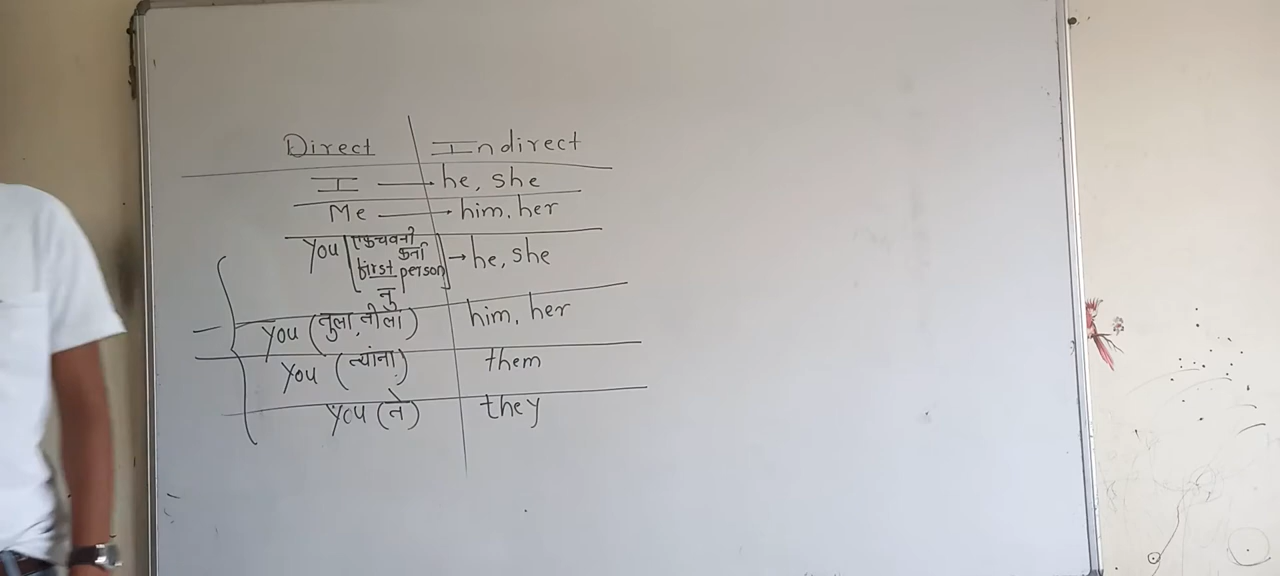 Direct Indirect
I → he, she
Me → him, her
You [एकवचनी कर्ता first person तु] → he, she
you (तुला, तीला) him, her
you (त्यांना) them
you (ते) they